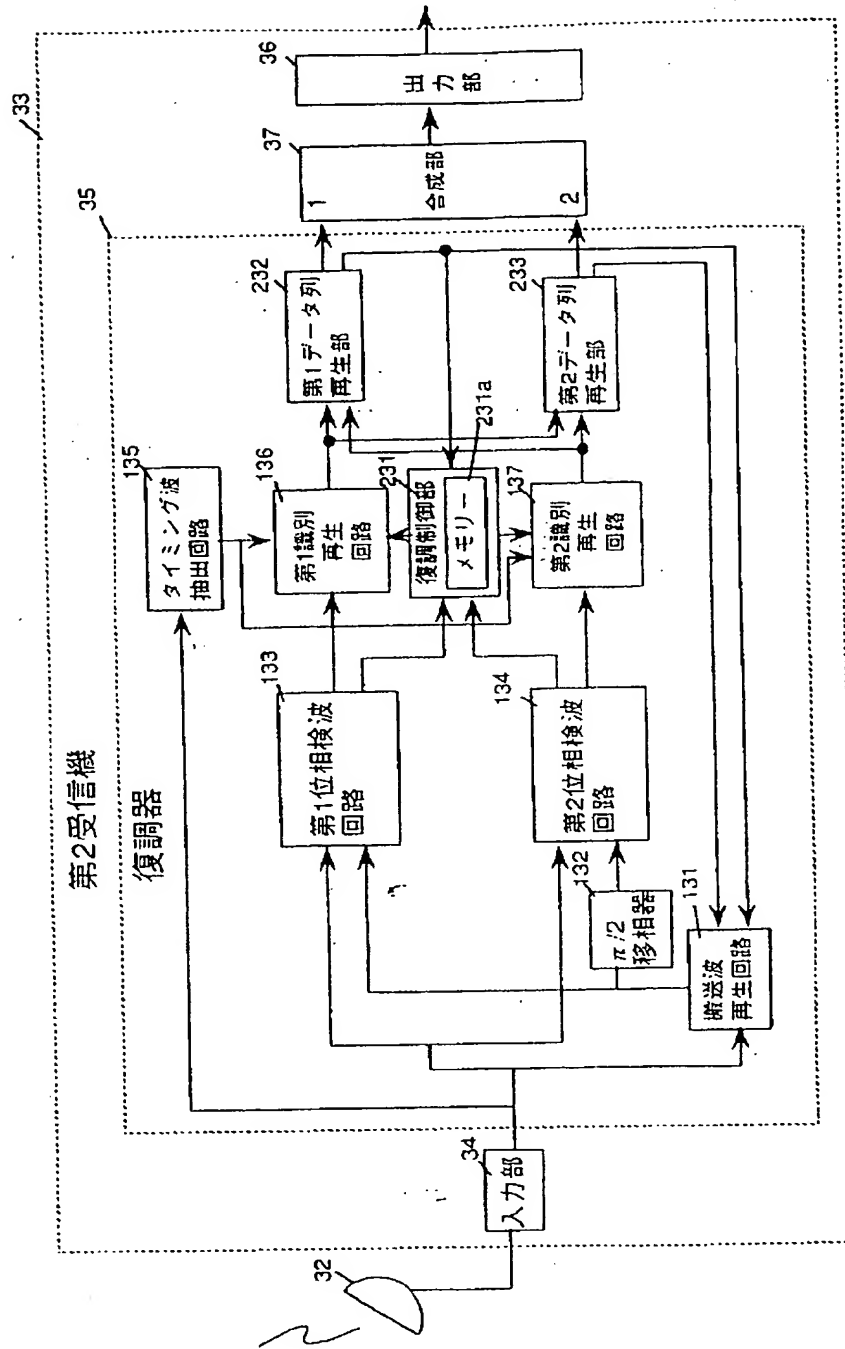 33
第2受信機
35
復調器
32
34
入力部
135
タイミング波
抽出回路
133
第1位相検波
回路
134
第2位相検波
回路
132
π/2
移相器
131
搬送波
再生回路
136
第1識別
再生
回路
231
復調制御部
231a
メモリー
137
第2識別
再生
回路
232
第1データ列
再生部
233
第2データ列
再生部
37
1
合成部
2
36
出力部